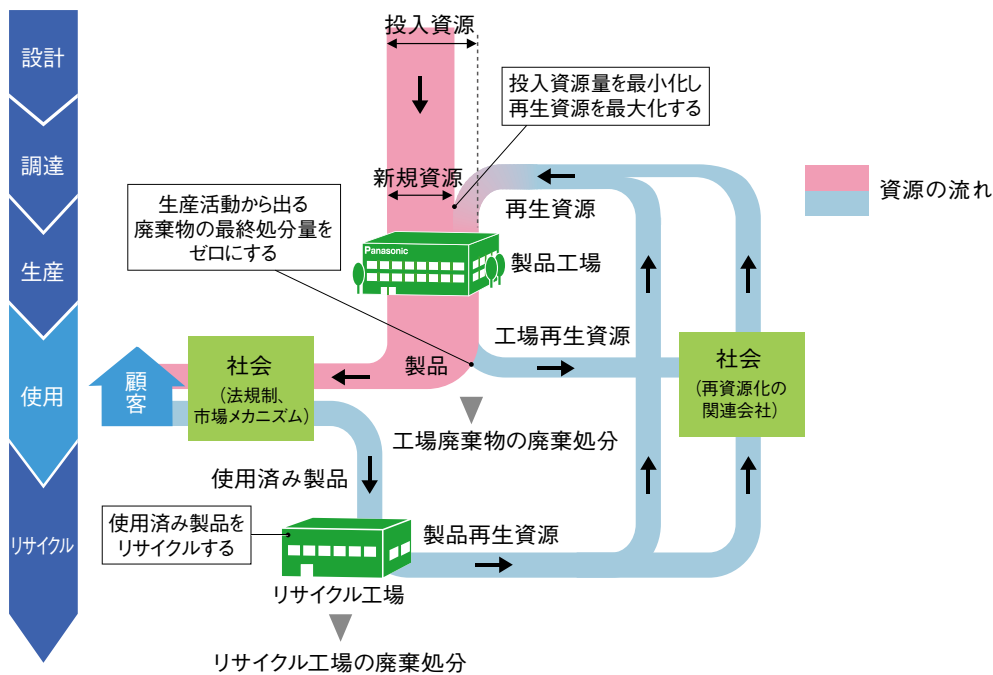 設計
調達
生産
使用
リサイクル
投入資源
投入資源量を最小化し
再生資源を最大化する
新規資源
再生資源
資源の流れ
生産活動から出る
廃棄物の最終処分量を
ゼロにする
Panasonic
製品工場
工場再生資源
製品
社会
(法規制、
市場メカニズム)
顧客
社会
(再資源化の
関連会社)
工場廃棄物の廃棄処分
使用済み製品
使用済み製品を
リサイクルする
製品再生資源
リサイクル工場
リサイクル工場の廃棄処分